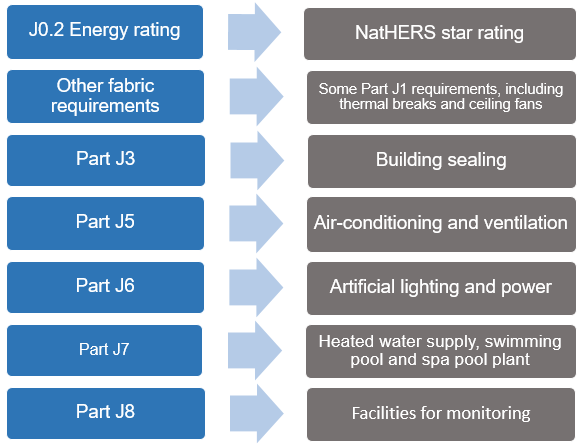 J0.2 Energy rating
NatHERS star rating
Other fabric
requirements
Some Part J1 requirements, including
thermal breaks and ceiling fans
Part J3
Building sealing
Part J5
Air-conditioning and ventilation
Part J6
Artificial lighting and power
Part J7
Heated water supply, swimming
pool and spa pool plant
Part J8
Facilities for monitoring